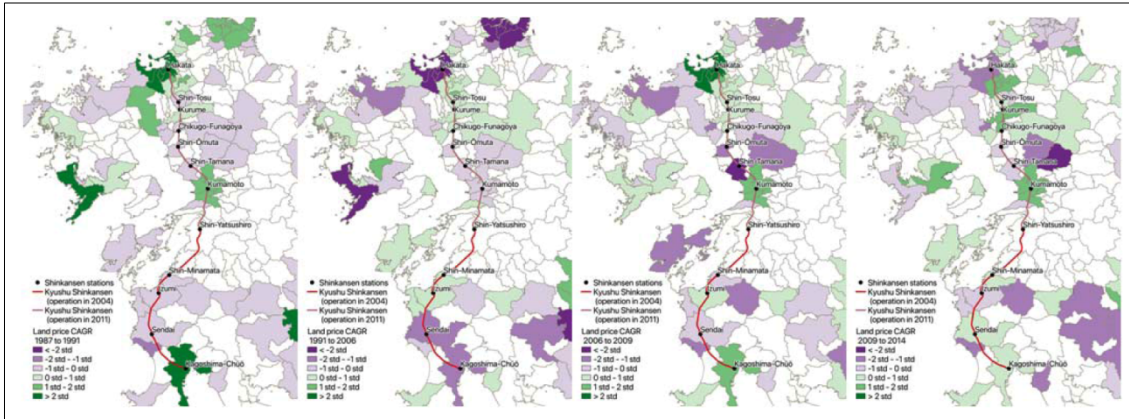 Hakata
Shin-Tosu
Kurume
Chikugo-Funagoya
Shin-Omuta
Shin-Tamana
Kumamoto
Shin-Yatsushiro
Shin-Minamata
Izumi
Sendai
Kagoshima-Chūō
Shinkansen stations
Kyushu Shinkansen
(operation in 2004)
Kyushu Shinkansen
(operation in 2011)
Land price CAGR
1987 to 1991
< -2 std
-2 std - -1 std
-1 std - 0 std
0 std - 1 std
1 std - 2 std
> 2 std
Hakata
Shin-Tosu
Kurume
Chikugo-Funagoya
Shin-Omuta
Shin-Tamana
Kumamoto
Shin-Yatsushiro
Shin-Minamata
Izumi
Sendai
Kagoshima-Chūō
Shinkansen stations
Kyushu Shinkansen
(operation in 2004)
Kyushu Shinkansen
(operation in 2011)
Land price CAGR
1991 to 2006
< -2 std
-2 std - -1 std
-1 std - 0 std
0 std - 1 std
1 std - 2 std
> 2 std
Hakata
Shin-Tosu
Kurume
Chikugo-Funagoya
Shin-Omuta
Shin-Tamana
Kumamoto
Shin-Yatsushiro
Shin-Minamata
Izumi
Sendai
Kagoshima-Chūō
Shinkansen stations
Kyushu Shinkansen
(operation in 2004)
Kyushu Shinkansen
(operation in 2011)
Land price CAGR
2006 to 2009
< -2 std
-2 std - -1 std
-1 std - 0 std
0 std - 1 std
1 std - 2 std
> 2 std
Hakata
Shin-Tosu
Kurume
Chikugo-Funagoya
Shin-Omuta
Shin-Tamana
Kumamoto
Shin-Yatsushiro
Shin-Minamata
Izumi
Sendai
Kagoshima-Chūō
Shinkansen stations
Kyushu Shinkansen
(operation in 2004)
Kyushu Shinkansen
(operation in 2011)
Land price CAGR
2009 to 2014
< -2 std
-2 std - -1 std
-1 std - 0 std
0 std - 1 std
1 std - 2 std
> 2 std